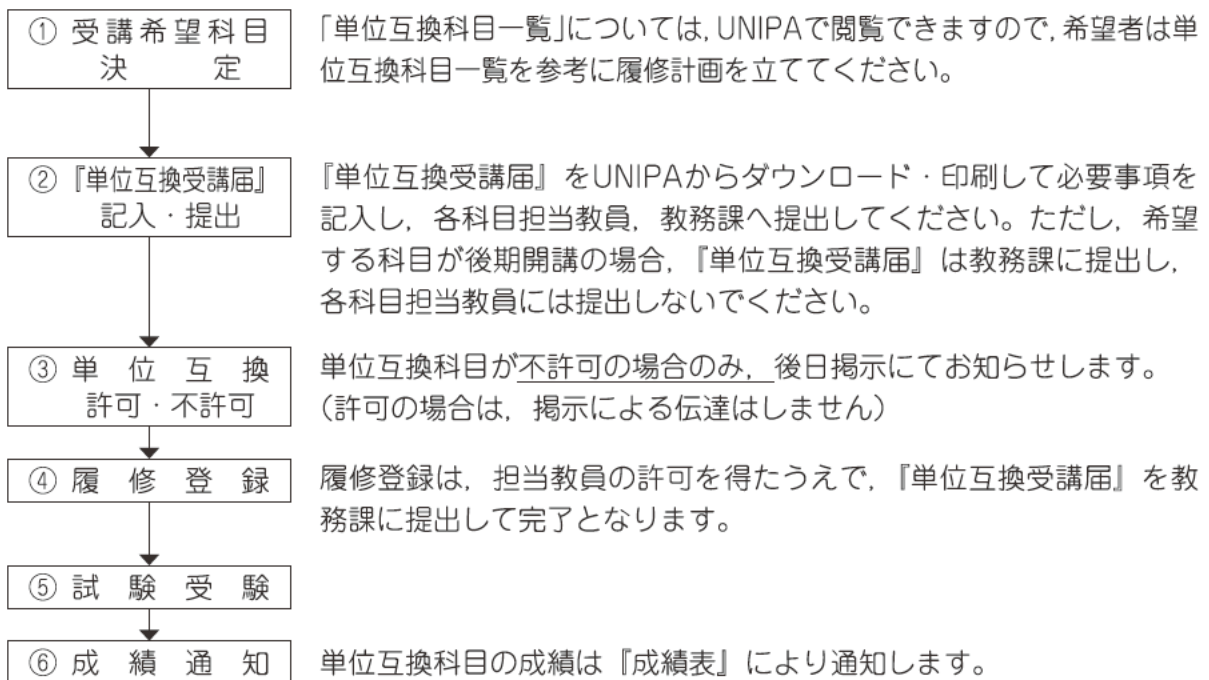 ① 受講希望科目
決定
「単位互換科目一覧」については，UNIPAで閲覧できますので，希望者は単
位互換科目一覧を参考に履修計画を立ててください。
② 『単位互換受講届』
記入・提出
『単位互換受講届』をUNIPAからダウンロード・印刷して必要事項を
記入し，各科目担当教員，教務課へ提出してください。ただし，希望
する科目が後期開講の場合，『単位互換受講届』は教務課に提出し，
各科目担当教員には提出しないでください。
③ 単位互換
許可・不許可
単位互換科目が不許可の場合のみ，後日掲示にてお知らせします。
（許可の場合は，掲示による伝達はしません）
④ 履修登録
履修登録は，担当教員の許可を得たうえで，『単位互換受講届』を教
務課に提出して完了となります。
⑤ 試験受験
⑥ 成績通知
単位互換科目の成績は『成績表』により通知します。